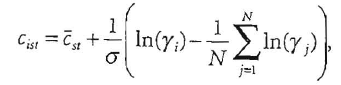 c_{ist} = \bar{c}_{st} + \frac{1}{\sigma} \left( \ln(\gamma_i) - \frac{1}{N} \sum_{j=1}^{N} \ln(\gamma_j) \right),